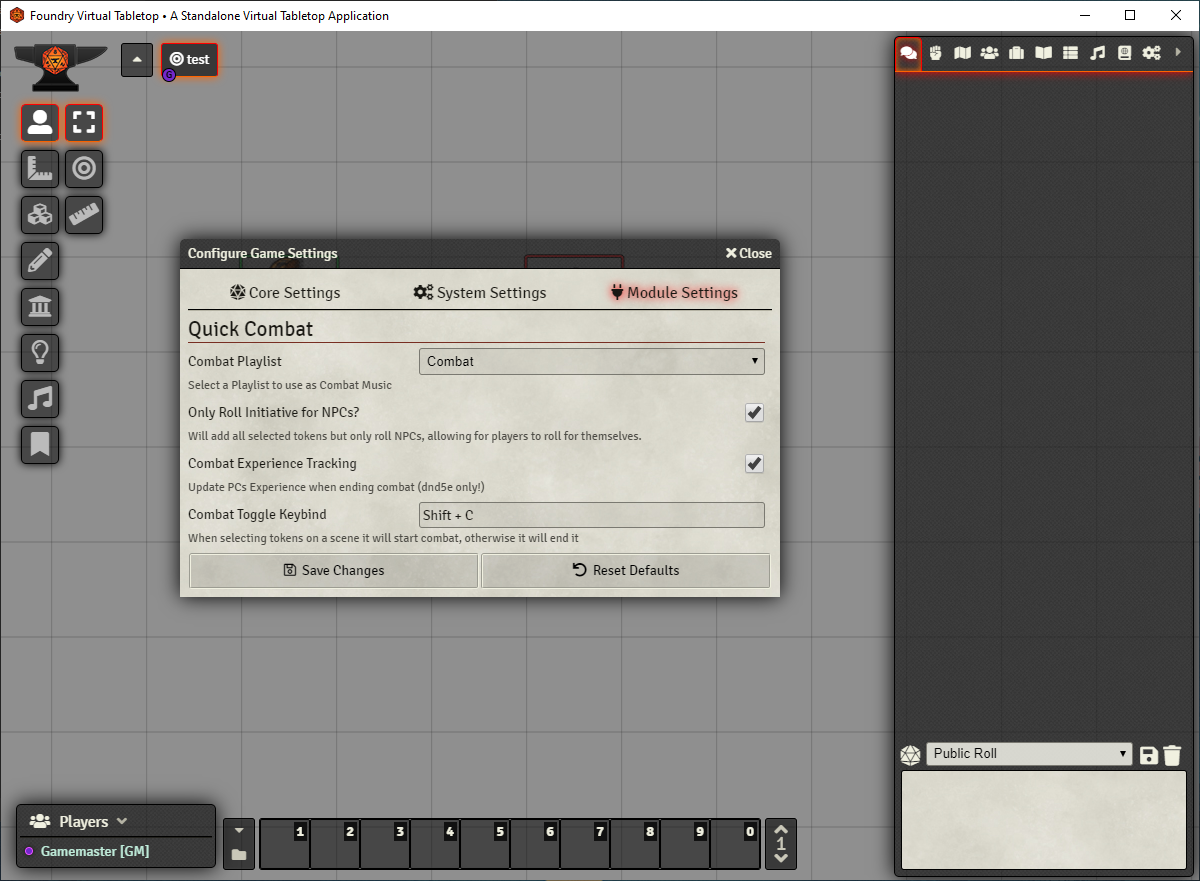 Foundry Virtual Tabletop • A Standalone Virtual Tabletop Application
test
G
Configure Game Settings
Close
Core Settings
System Settings
Module Settings
Quick Combat
Combat Playlist
Combat
Select a Playlist to use as Combat Music
Only Roll Initiative for NPCs?
Will add all selected tokens but only roll NPCs, allowing for players to roll for themselves.
Combat Experience Tracking
Update PCs Experience when ending combat (dnd5e only!)
Combat Toggle Keybind
Shift + C
When selecting tokens on a scene it will start combat, otherwise it will end it
Save Changes
Reset Defaults
Public Roll
Players
Gamemaster [GM]
1 2 3 4 5 6 7 8 9 0
1